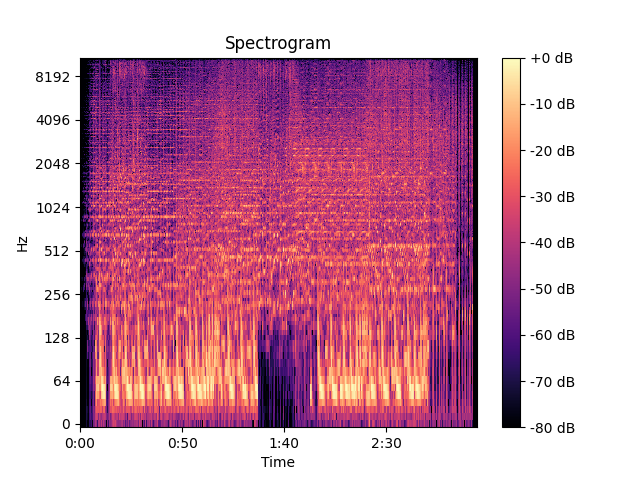 Spectrogram
Hz
8192
4096
2048
1024
512
256
128
64
0
0:00
0:50
1:40
2:30
Time
+0 dB
-10 dB
-20 dB
-30 dB
-40 dB
-50 dB
-60 dB
-70 dB
-80 dB